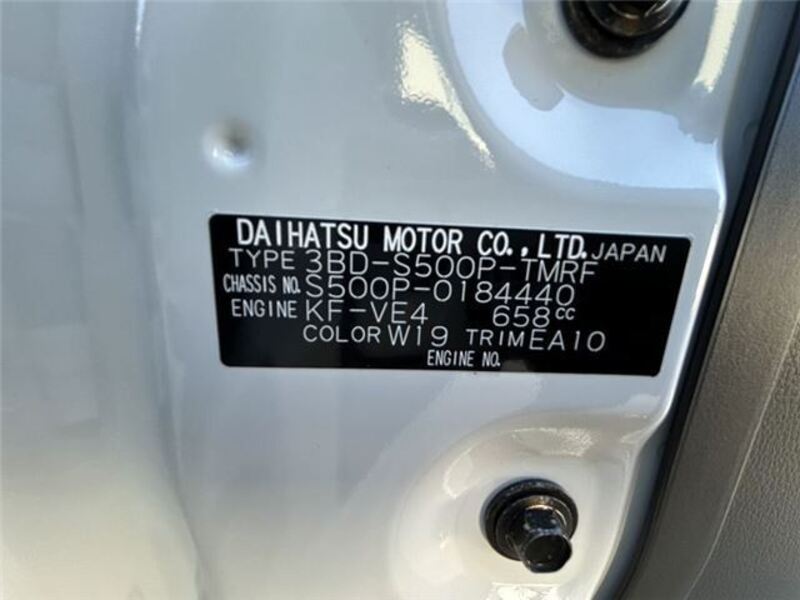 DAIHATSU MOTOR CO., LTD. JAPAN
TYPE 3BD-S500P-TMRF
CHASSIS NO. S500P-0184440
ENGINE KF-VE4 658cc
COLOR W19 TRIM EA10
ENGINE NO.